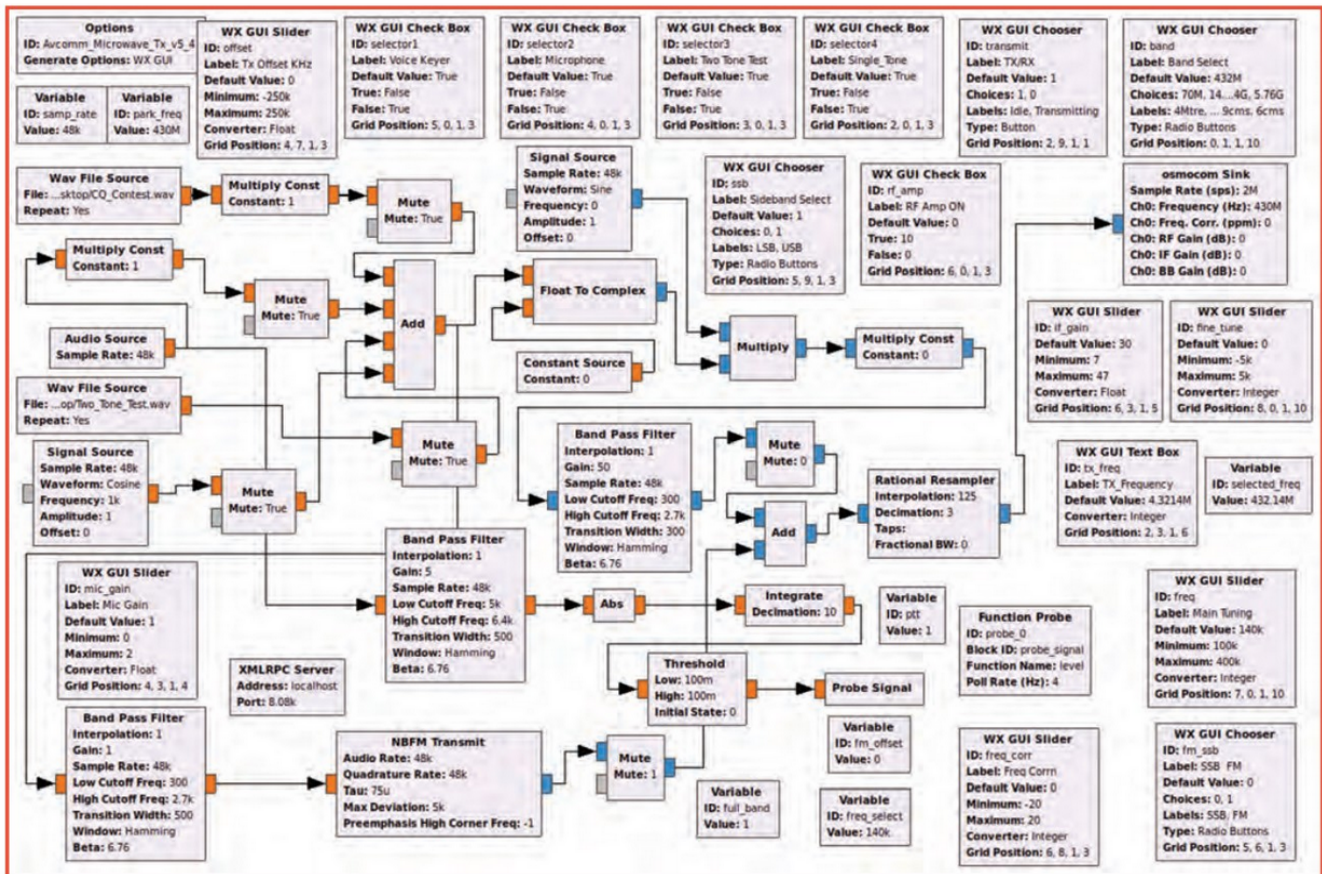 Options
ID: Avcomm_Microwave_Tx_v5_4
Generate Options: WX GUI
Variable
ID: samp_rate
Value: 48k
Variable
ID: park_freq
Value: 430M
WX GUI Slider
ID: offset
Label: Tx Offset KHz
Default Value: 0
Minimum: -250k
Maximum: 250k
Converter: Float
Grid Position: 4, 7, 1, 3
WX GUI Check Box
ID: selector1
Label: Voice Keyer
Default Value: True
True: False
False: True
Grid Position: 5, 0, 1, 3
WX GUI Check Box
ID: selector2
Label: Microphone
Default Value: True
True: False
False: True
Grid Position: 4, 0, 1, 3
WX GUI Check Box
ID: selector3
Label: Two Tone Test
Default Value: True
True: False
False: True
Grid Position: 3, 0, 1, 3
WX GUI Check Box
ID: selector4
Label: Single_Tone
Default Value: True
True: False
False: True
Grid Position: 2, 0, 1, 3
WX GUI Chooser
ID: transmit
Label: TX/RX
Default Value: 1
Choices: 1, 0
Labels: Idle, Transmitting
Type: Button
Grid Position: 2, 9, 1, 1
WX GUI Chooser
ID: band
Label: Band Select
Default Value: 432M
Choices: 70M, 14...4G, 5.76G
Labels: 4Mtre, ... 9cms, 6cms
Type: Radio Buttons
Grid Position: 0, 1, 1, 10
Wav File Source
File: ...sktop/CQ_Contest.wav
Repeat: Yes
Multiply Const
Constant: 1
Mute
Mute: True
Signal Source
Sample Rate: 48k
Waveform: Sine
Frequency: 0
Amplitude: 1
Offset: 0
WX GUI Chooser
ID: ssb
Label: Sideband Select
Default Value: 1
Choices: 0, 1
Labels: LSB, USB
Type: Radio Buttons
Grid Position: 5, 9, 1, 3
WX GUI Check Box
ID: rf_amp
Label: RF Amp ON
Default Value: 0
True: 10
False: 0
Grid Position: 6, 0, 1, 3
osmocom Sink
Sample Rate (sps): 2M
Ch0: Frequency (Hz): 430M
Ch0: Freq. Corr. (ppm): 0
Ch0: RF Gain (dB): 0
Ch0: IF Gain (dB): 0
Ch0: BB Gain (dB): 0
Multiply Const
Constant: 1
Mute
Mute: True
Add
Float To Complex
Audio Source
Sample Rate: 48k
Constant Source
Constant: 0
Multiply
Multiply Const
Constant: 0
WX GUI Slider
ID: if_gain
Default Value: 30
Minimum: 7
Maximum: 47
Converter: Float
Grid Position: 6, 3, 1, 5
WX GUI Slider
ID: fine_tune
Default Value: 0
Minimum: -5k
Maximum: 5k
Converter: Integer
Grid Position: 8, 0, 1, 10
Wav File Source
File: ...op/Two_Tone_Test.wav
Repeat: Yes
Mute
Mute: True
Signal Source
Sample Rate: 48k
Waveform: Cosine
Frequency: 1k
Amplitude: 1
Offset: 0
Mute
Mute: True
Band Pass Filter
Interpolation: 1
Gain: 50
Sample Rate: 48k
Low Cutoff Freq: 300
High Cutoff Freq: 2.7k
Transition Width: 300
Window: Hamming
Beta: 6.76
Mute
Mute: 0
Add
Rational Resampler
Interpolation: 125
Decimation: 3
Taps:
Fractional BW: 0
WX GUI Text Box
ID: tx_freq
Label: TX_Frequency
Default Value: 4.3214M
Converter: Integer
Grid Position: 2, 3, 1, 6
Variable
ID: selected_freq
Value: 432.14M
Band Pass Filter
Interpolation: 1
Gain: 5
Sample Rate: 48k
Low Cutoff Freq: 5k
High Cutoff Freq: 6.4k
Transition Width: 500
Window: Hamming
Beta: 6.76
Abs
Integrate
Decimation: 10
Variable
ID: ptt
Value: 1
Function Probe
ID: probe_0
Block ID: probe_signal
Function Name: level
Poll Rate (Hz): 4
WX GUI Slider
ID: freq
Label: Main Tuning
Default Value: 140k
Minimum: 100k
Maximum: 400k
Converter: Integer
Grid Position: 7, 0, 1, 10
WX GUI Slider
ID: mic_gain
Label: Mic Gain
Default Value: 1
Minimum: 0
Maximum: 2
Converter: Float
Grid Position: 4, 3, 1, 4
XMLRPC Server
Address: localhost
Port: 8.08k
Threshold
Low: 100m
High: 100m
Initial State: 0
Probe Signal
Band Pass Filter
Interpolation: 1
Gain: 1
Sample Rate: 48k
Low Cutoff Freq: 300
High Cutoff Freq: 2.7k
Transition Width: 500
Window: Hamming
Beta: 6.76
NBFM Transmit
Audio Rate: 48k
Quadrature Rate: 48k
Tau: 75u
Max Deviation: 5k
Preemphasis High Corner Freq: -1
Mute
Mute: 1
Variable
ID: full_band
Value: 1
Variable
ID: fm_offset
Value: 0
Variable
ID: freq_select
Value: 140k
WX GUI Slider
ID: freq_corr
Label: Freq Corrn
Default Value: 0
Minimum: -20
Maximum: 20
Converter: Integer
Grid Position: 6, 8, 1, 3
WX GUI Chooser
ID: fm_ssb
Label: SSB FM
Default Value: 0
Choices: 0, 1
Labels: SSB, FM
Type: Radio Buttons
Grid Position: 5, 6, 1, 3